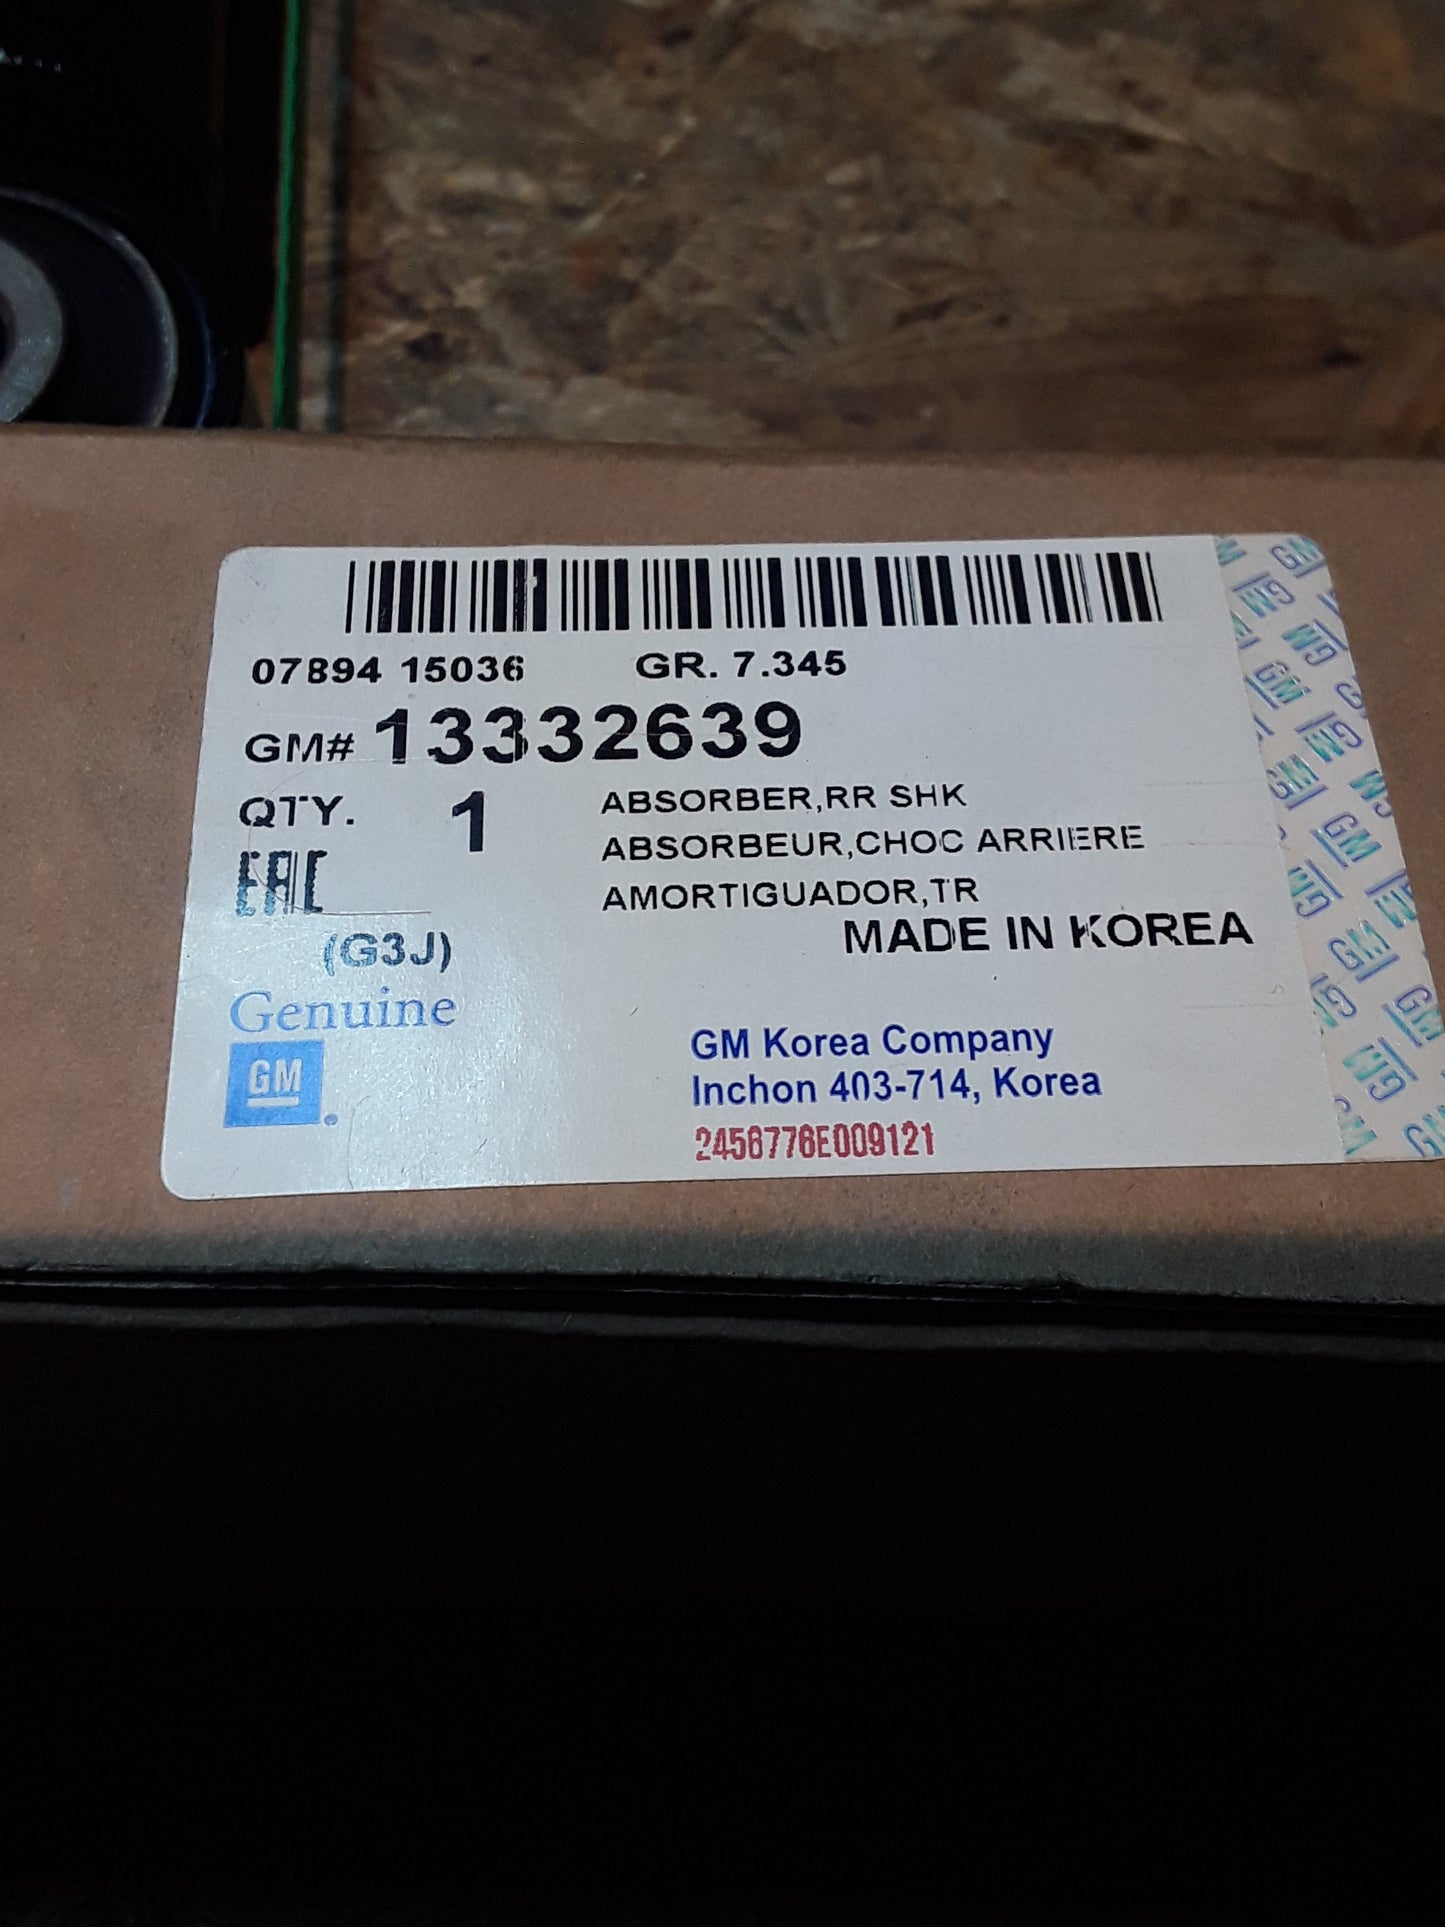 07894 15036 GR. 7.345
GM# 13332639
QTY. 1
ABSORBER,RR SHK
ABSORBEUR,CHOC ARRIERE
AMORTIGUADOR,TR
EAC
MADE IN KOREA
(G3J)
Genuine
GM
GM Korea Company
Inchon 403-714, Korea
2456776E009121